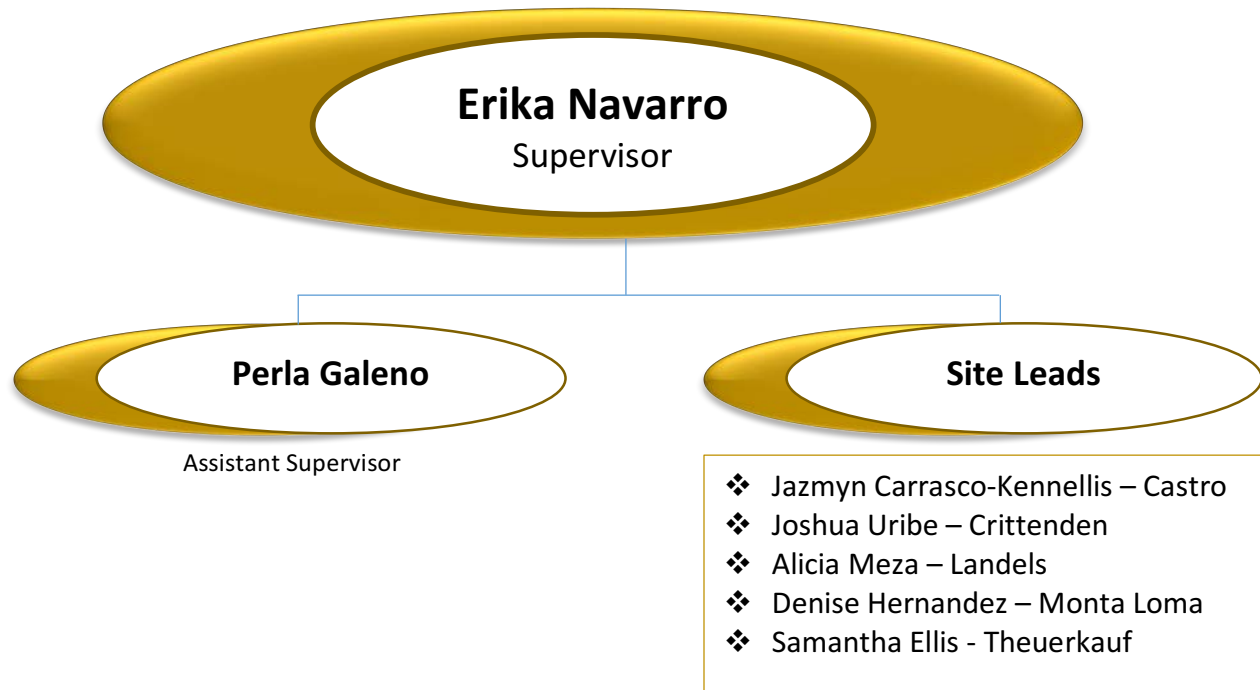 Erika Navarro
Supervisor
Perla Galeno
Assistant Supervisor
Site Leads
❖ Jazmyn Carrasco-Kennellis – Castro
❖ Joshua Uribe – Crittenden
❖ Alicia Meza – Landels
❖ Denise Hernandez – Monta Loma
❖ Samantha Ellis - Theuerkauf